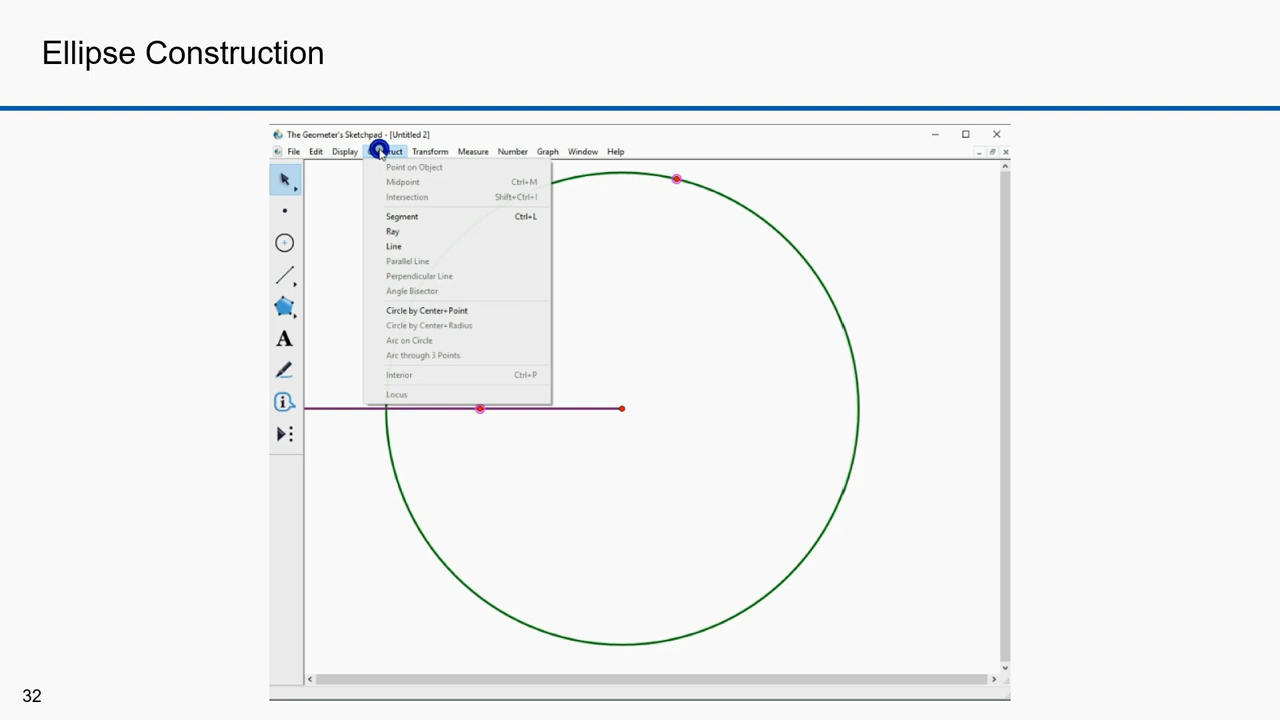 Ellipse Construction
The Geometer's Sketchpad - [Untitled 2]
File Edit Display Construct Transform Measure Number Graph Window Help
Point on Object
Midpoint Ctrl+M
Intersection Shift+Ctrl+I
Segment Ctrl+L
Ray
Line
Parallel Line
Perpendicular Line
Angle Bisector
Circle by Center+Point
Circle by Center+Radius
Arc on Circle
Arc through 3 Points
Interior Ctrl+P
Locus
A
32